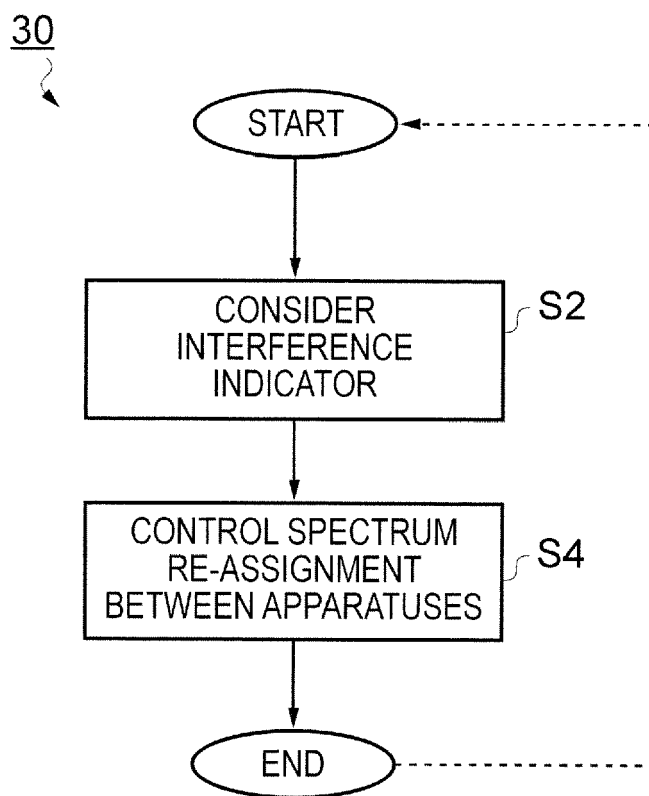 30
START
CONSIDER
INTERFERENCE
INDICATOR
S2
CONTROL SPECTRUM
RE-ASSIGNMENT
BETWEEN APPARATUSES
S4
END